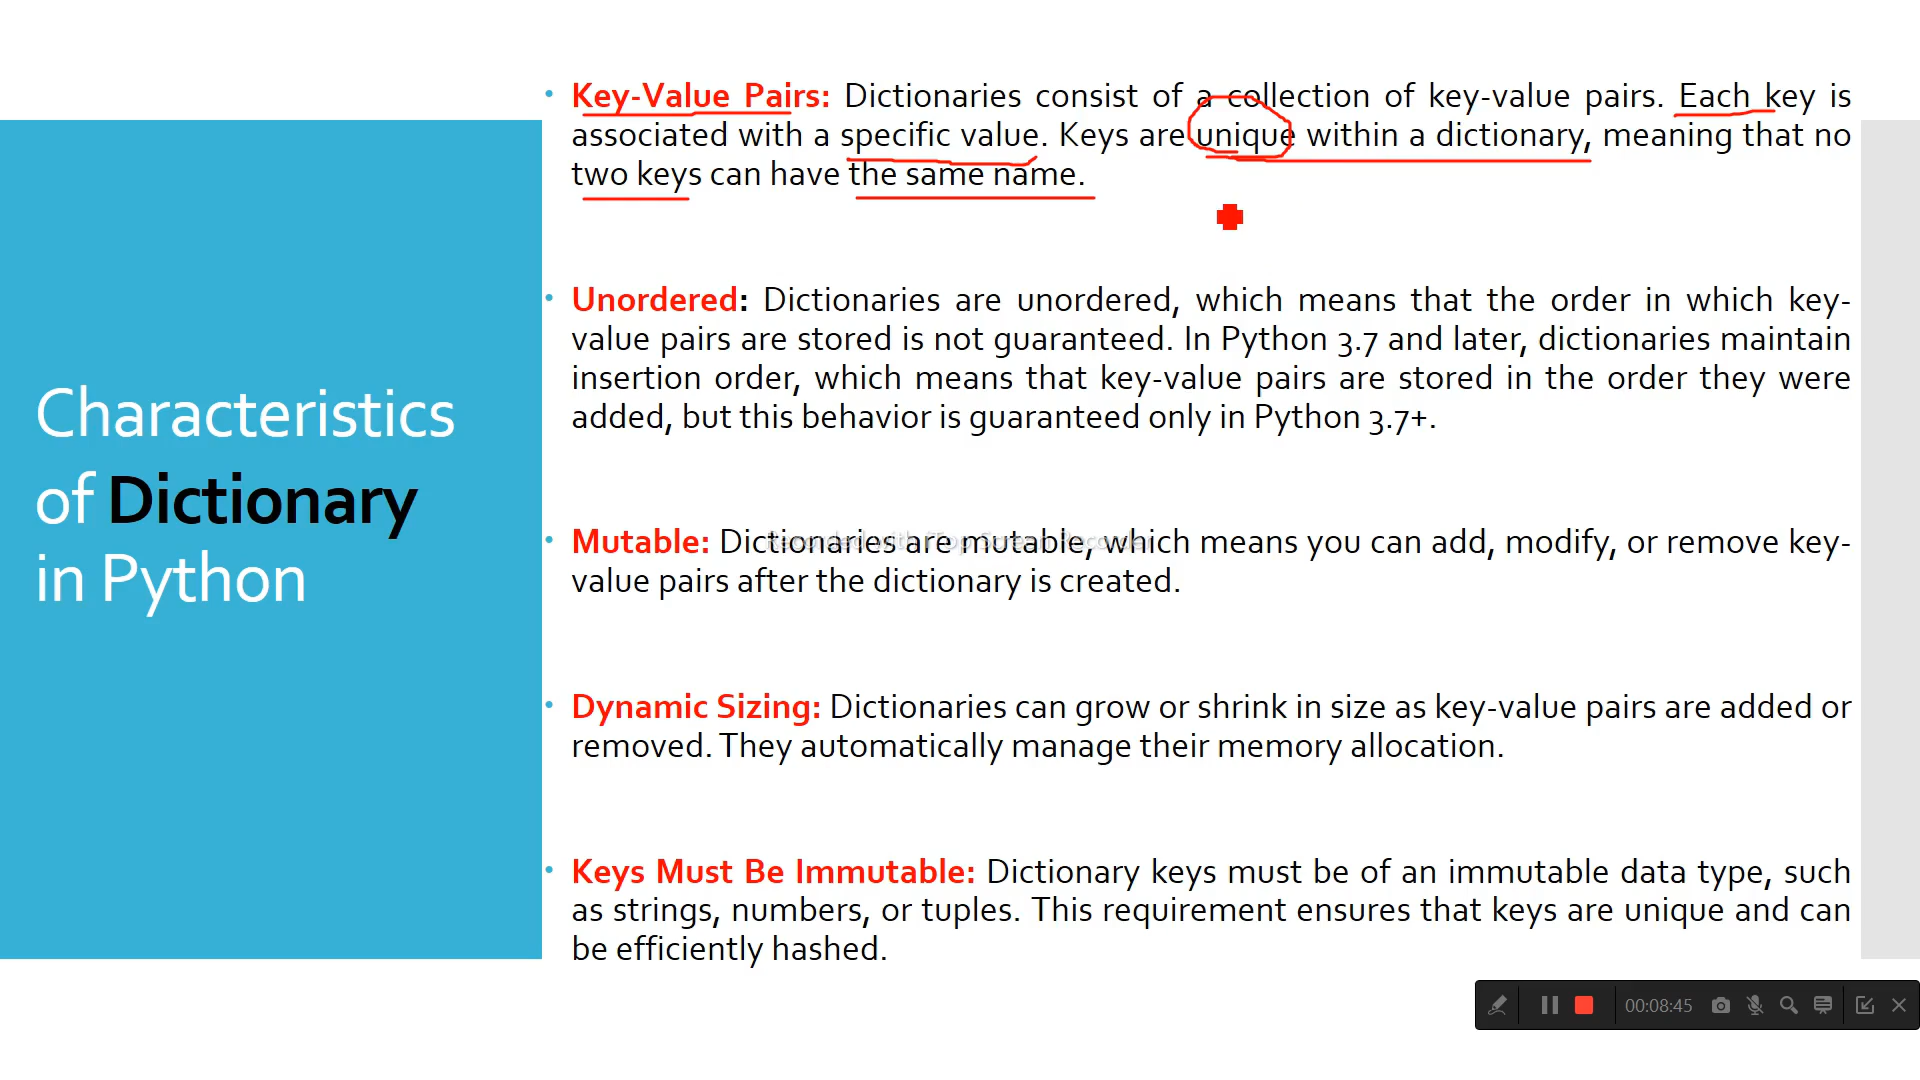 Characteristics
of Dictionary
in Python
• Key-Value Pairs: Dictionaries consist of a collection of key-value pairs. Each key is
associated with a specific value. Keys are unique within a dictionary, meaning that no
two keys can have the same name.
• Unordered: Dictionaries are unordered, which means that the order in which key-
value pairs are stored is not guaranteed. In Python 3.7 and later, dictionaries maintain
insertion order, which means that key-value pairs are stored in the order they were
added, but this behavior is guaranteed only in Python 3.7+.
• Mutable: Dictionaries are mutable, which means you can add, modify, or remove key-
value pairs after the dictionary is created.
Recorded with iTop Screen Recorder
• Dynamic Sizing: Dictionaries can grow or shrink in size as key-value pairs are added or
removed. They automatically manage their memory allocation.
• Keys Must Be Immutable: Dictionary keys must be of an immutable data type, such
as strings, numbers, or tuples. This requirement ensures that keys are unique and can
be efficiently hashed.
00:08:45